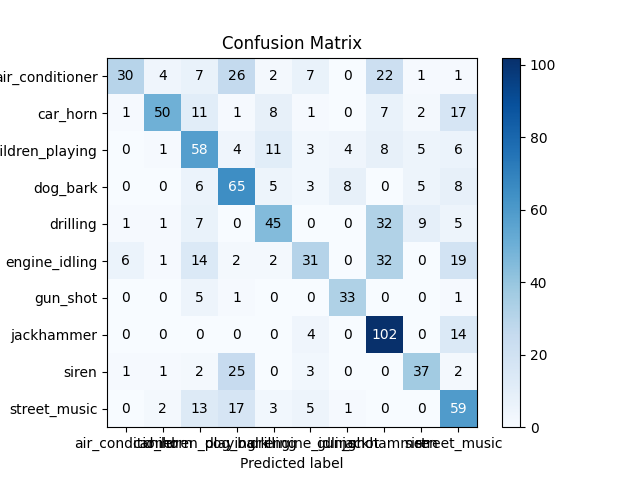 Confusion Matrix
air_conditioner 30 4 7 26 2 7 0 22 1 1
car_horn 1 50 11 1 8 1 0 7 2 17
ildren_playing 0 1 58 4 11 3 4 8 5 6
dog_bark 0 0 6 65 5 3 8 0 5 8
drilling 1 1 7 0 45 0 0 32 9 5
engine_idling 6 1 14 2 2 31 0 32 0 19
gun_shot 0 0 5 1 0 0 33 0 0 1
jackhammer 0 0 0 0 0 4 0 102 0 14
siren 1 1 2 25 0 3 0 0 37 2
street_music 0 2 13 17 3 5 1 0 0 59
100
80
60
40
20
0
street_music
Predicted label